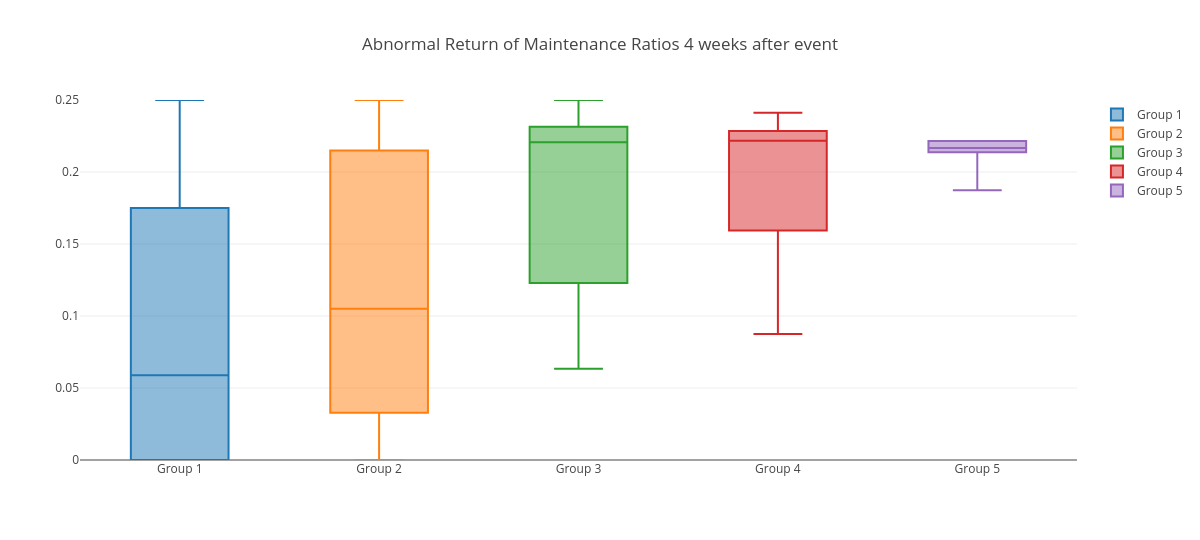 Abnormal Return of Maintenance Ratios 4 weeks after event
0.25
0.2
0.15
0.1
0.05
0
Group 1
Group 2
Group 3
Group 4
Group 5
Group 1
Group 2
Group 3
Group 4
Group 5